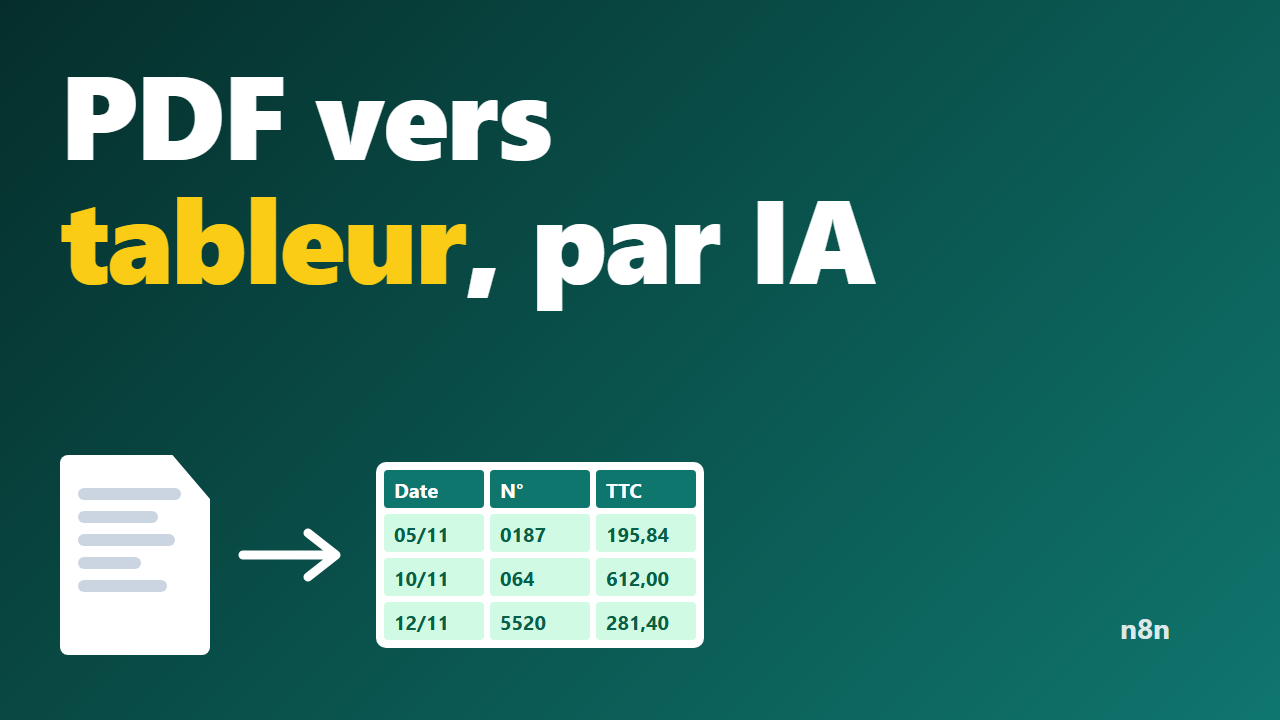 PDF vers
tableur, par IA
Date N° TTC
05/11 0187 195,84
10/11 064 612,00
12/11 5520 281,40
n8n